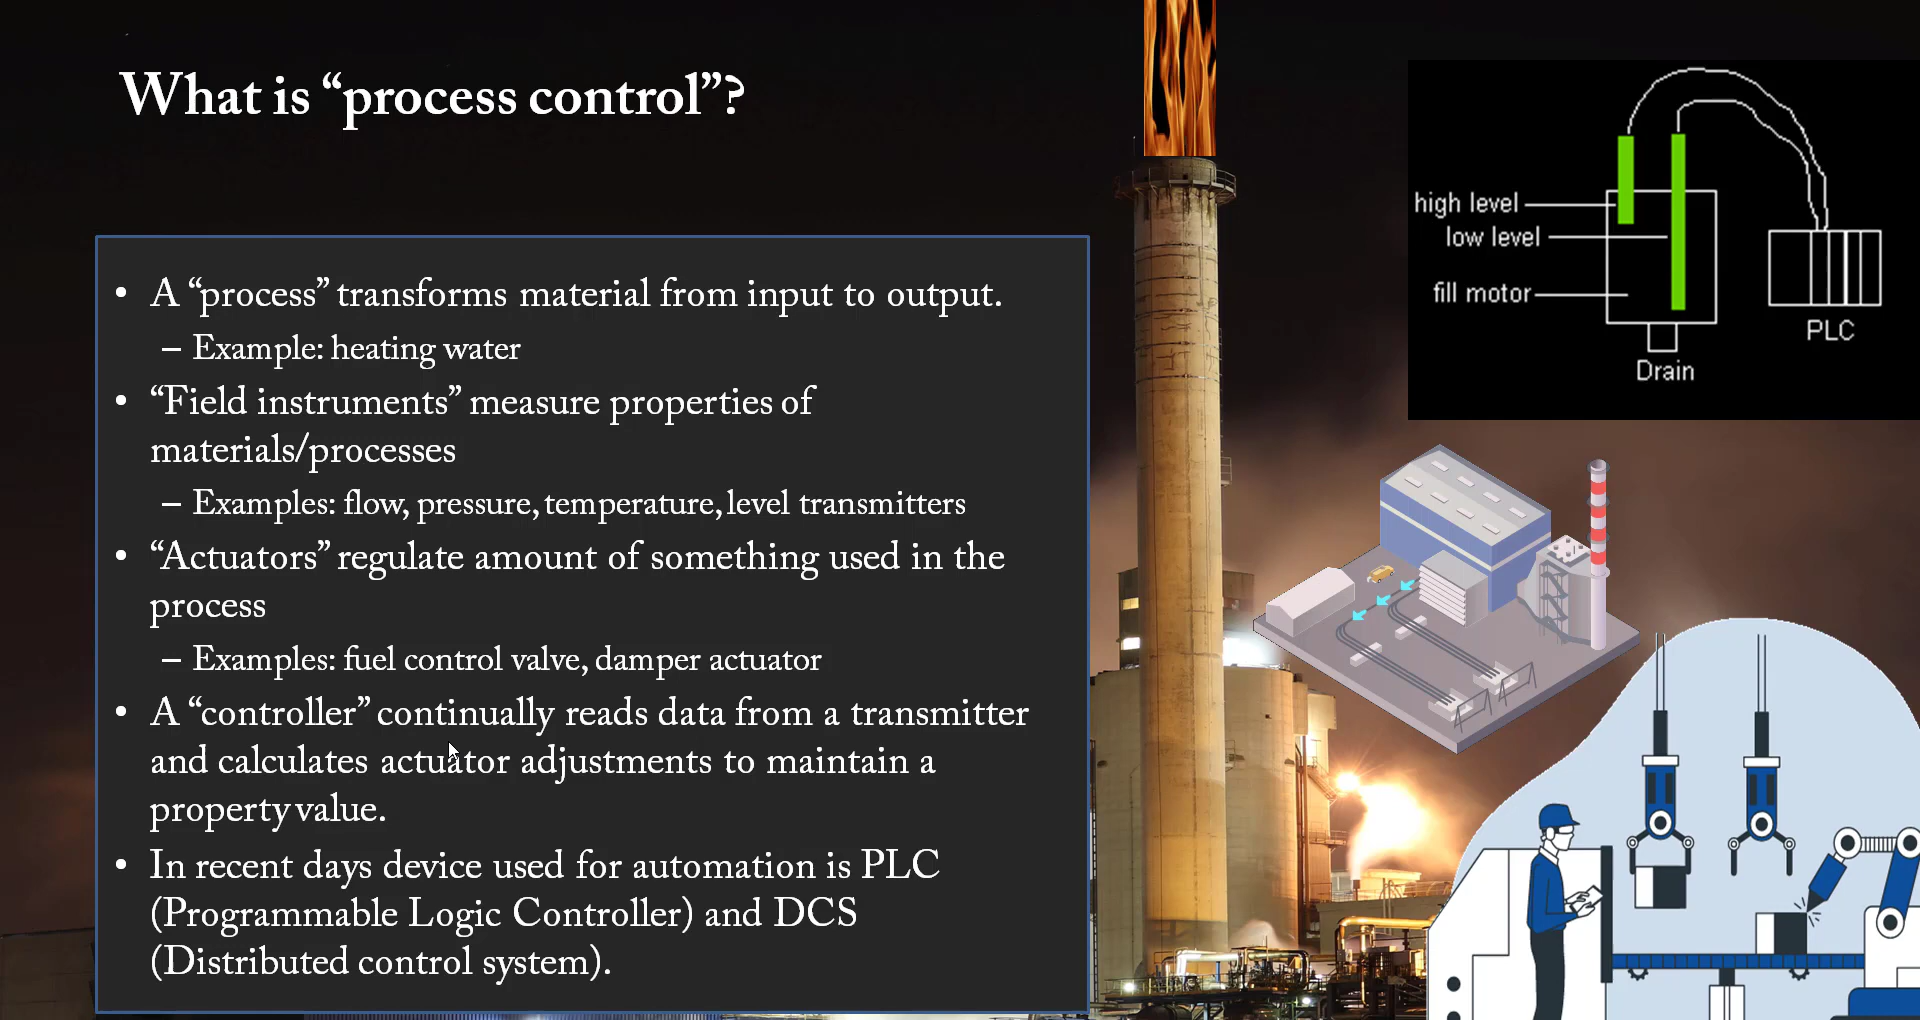 What is “process control”?
• A “process” transforms material from input to output.
– Example: heating water
• “Field instruments” measure properties of
materials/processes
– Examples: flow, pressure, temperature, level transmitters
• “Actuators” regulate amount of something used in the
process
– Examples: fuel control valve, damper actuator
• A “controller” continually reads data from a transmitter
and calculates actuator adjustments to maintain a
property value.
• In recent days device used for automation is PLC
(Programmable Logic Controller) and DCS
(Distributed control system).
high level
low level
fill motor
PLC
Drain